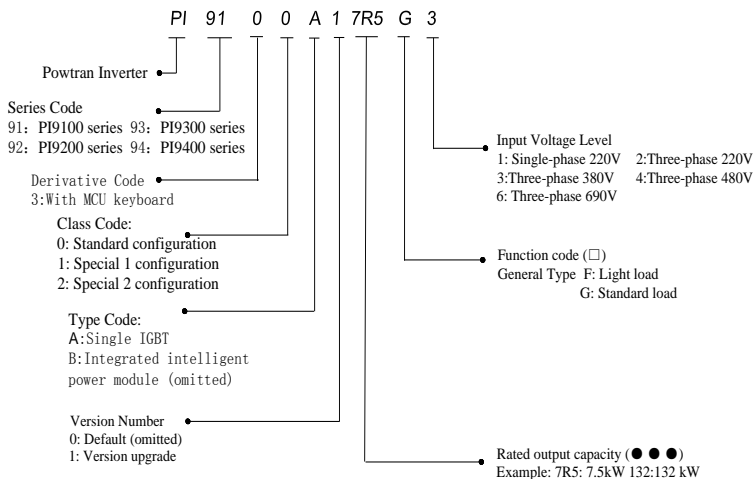 PI 91 0 0 A 1 7R5 G 3
Powtran Inverter
Series Code
91: PI9100 series 93: PI9300 series
92: PI9200 series 94: PI9400 series
Derivative Code
3:With MCU keyboard
Class Code:
0: Standard configuration
1: Special 1 configuration
2: Special 2 configuration
Type Code:
A:Single IGBT
B:Integrated intelligent
power module (omitted)
Version Number
0: Default (omitted)
1: Version upgrade
Input Voltage Level
1: Single-phase 220V 2:Three-phase 220V
3:Three-phase 380V 4:Three-phase 480V
6: Three-phase 690V
Function code (□)
General Type F: Light load
G: Standard load
Rated output capacity (● ● ●)
Example: 7R5: 7.5kW 132:132 kW